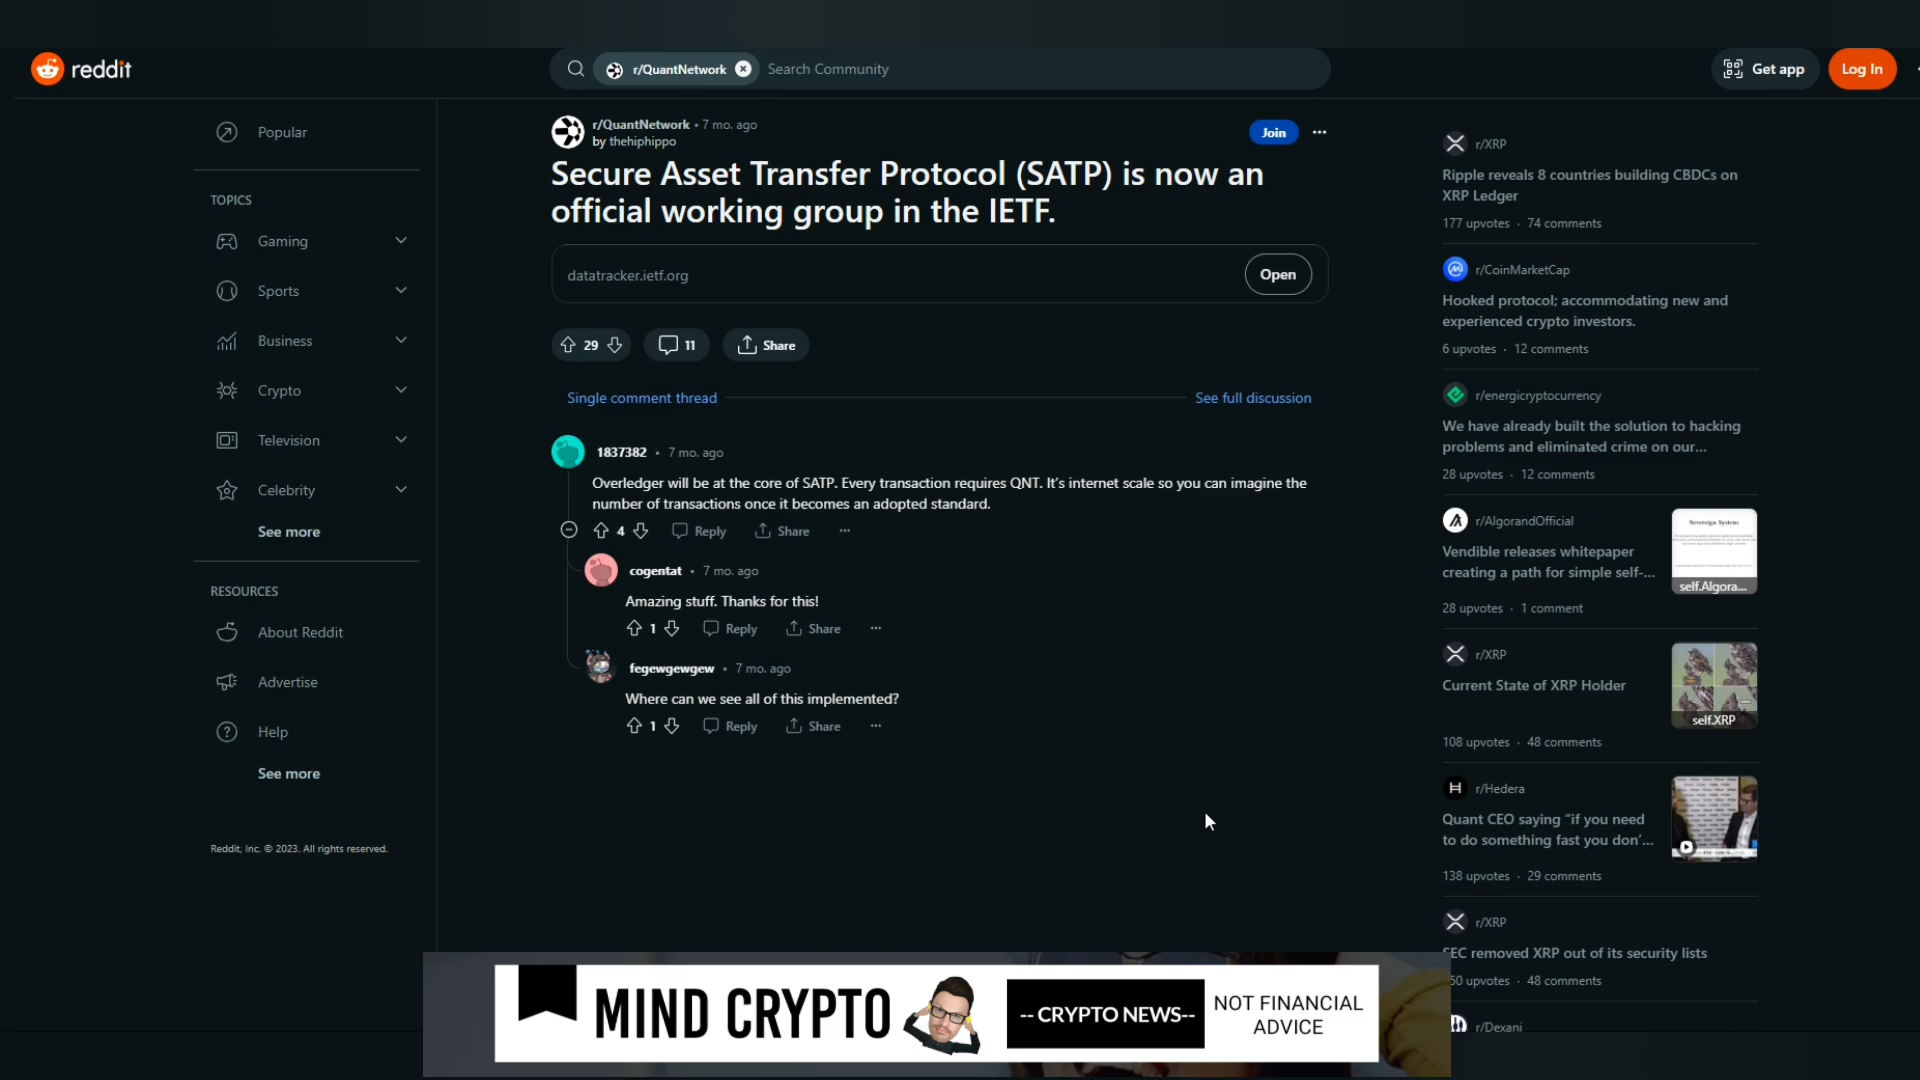 reddit
r/QuantNetwork
Search Community
Get app
Log In
Popular
TOPICS
Gaming
Sports
Business
Crypto
Television
Celebrity
See more
RESOURCES
About Reddit
Advertise
Help
See more
Reddit, Inc. © 2023. All rights reserved.
r/QuantNetwork • 7 mo. ago
by thehiphippo
Join
Secure Asset Transfer Protocol (SATP) is now an
official working group in the IETF.
datatracker.ietf.org
Open
29
11
Share
Single comment thread
See full discussion
1837382 • 7 mo. ago
Overledger will be at the core of SATP. Every transaction requires QNT. It's internet scale so you can imagine the
number of transactions once it becomes an adopted standard.
4 Reply Share
cogentat • 7 mo. ago
Amazing stuff. Thanks for this!
1 Reply Share
fegewgewgew • 7 mo. ago
Where can we see all of this implemented?
1 Reply Share
r/XRP
Ripple reveals 8 countries building CBDCs on
XRP Ledger
177 upvotes · 74 comments
r/CoinMarketCap
Hooked protocol; accommodating new and
experienced crypto investors.
6 upvotes · 12 comments
r/energicryptocurrency
We have already built the solution to hacking
problems and eliminated crime on our...
28 upvotes · 12 comments
r/AlgorandOfficial
Vendible releases whitepaper
creating a path for simple self-...
Sovereign System
self.Algora...
28 upvotes · 1 comment
r/XRP
Current State of XRP Holder
self.XRP
108 upvotes · 48 comments
r/Hedera
Quant CEO saying "if you need
to do something fast you don'...
138 upvotes · 29 comments
r/XRP
SEC removed XRP out of its security lists
50 upvotes · 48 comments
r/Dexani
MIND CRYPTO
-- CRYPTO NEWS--
NOT FINANCIAL
ADVICE